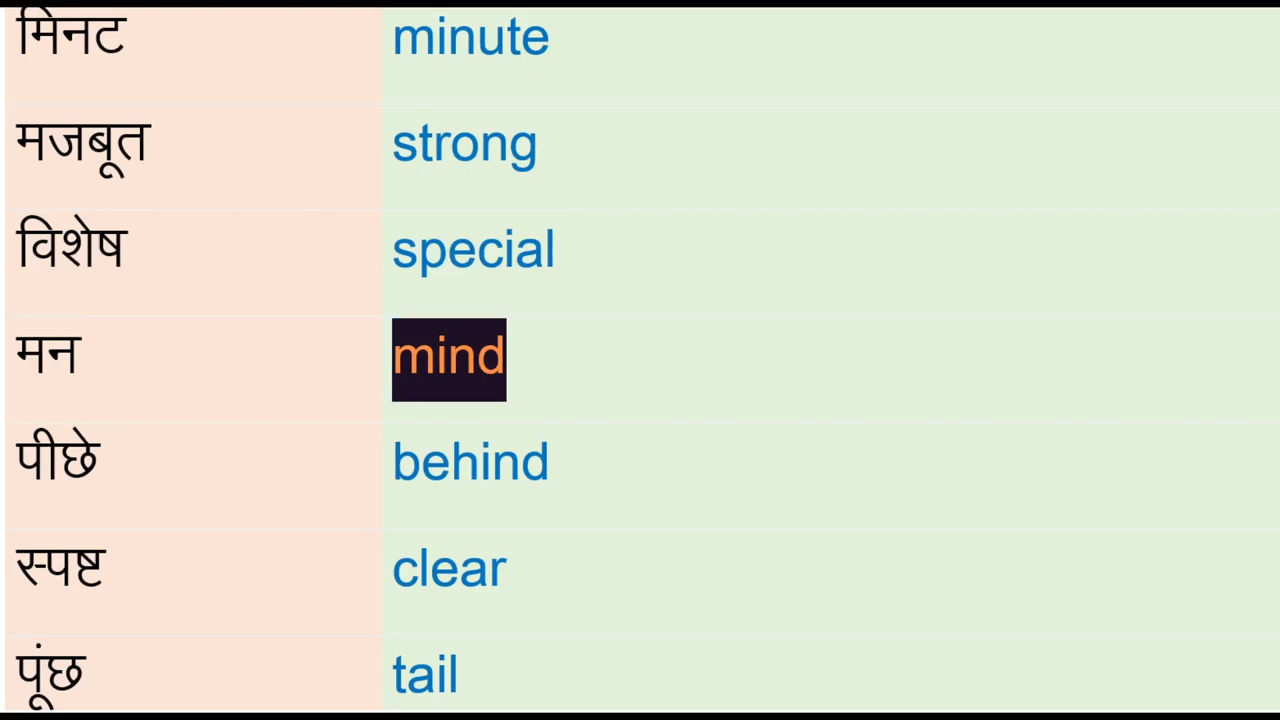 मिनट minute
मजबूत strong
विशेष special
मन mind
पीछे behind
स्पष्ट clear
पूंछ tail